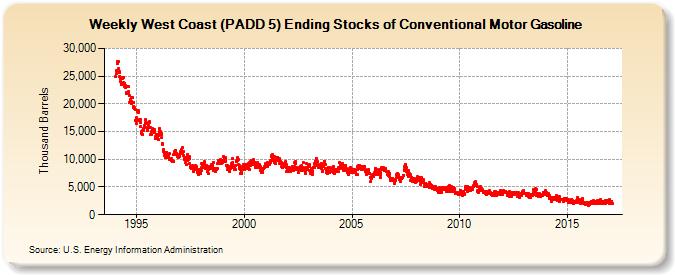 Weekly West Coast (PADD 5) Ending Stocks of Conventional Motor Gasoline
Thousand Barrels
30,000
25,000
20,000
15,000
10,000
5,000
0
1995 2000 2005 2010 2015
Source: U.S. Energy Information Administration